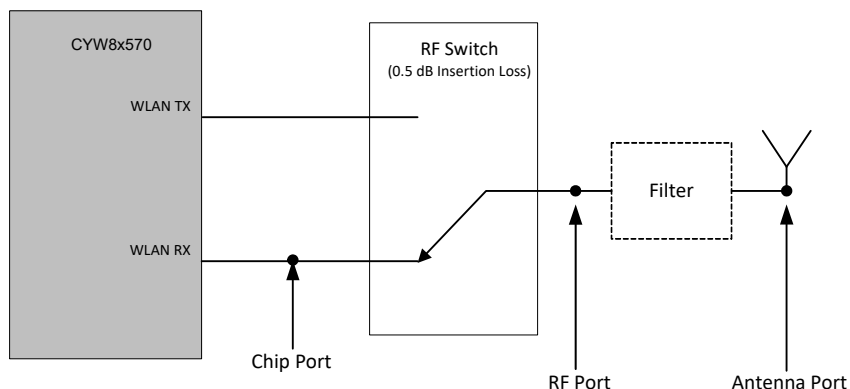 CYW8x570
WLAN TX
WLAN RX
RF Switch
(0.5 dB Insertion Loss)
Filter
Chip Port
RF Port
Antenna Port